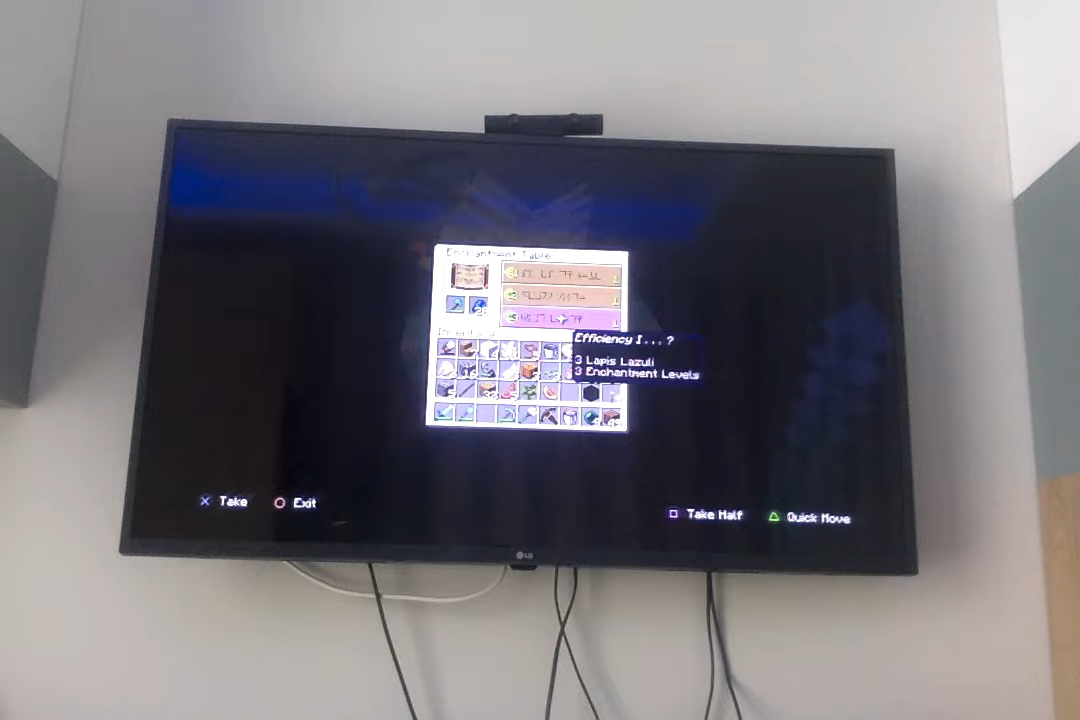 Enchantment Table
Inventory
Efficiency I...?
3 Lapis Lazuli
3 Enchantment Levels
Take
Exit
Take Half
Quick Move
LG